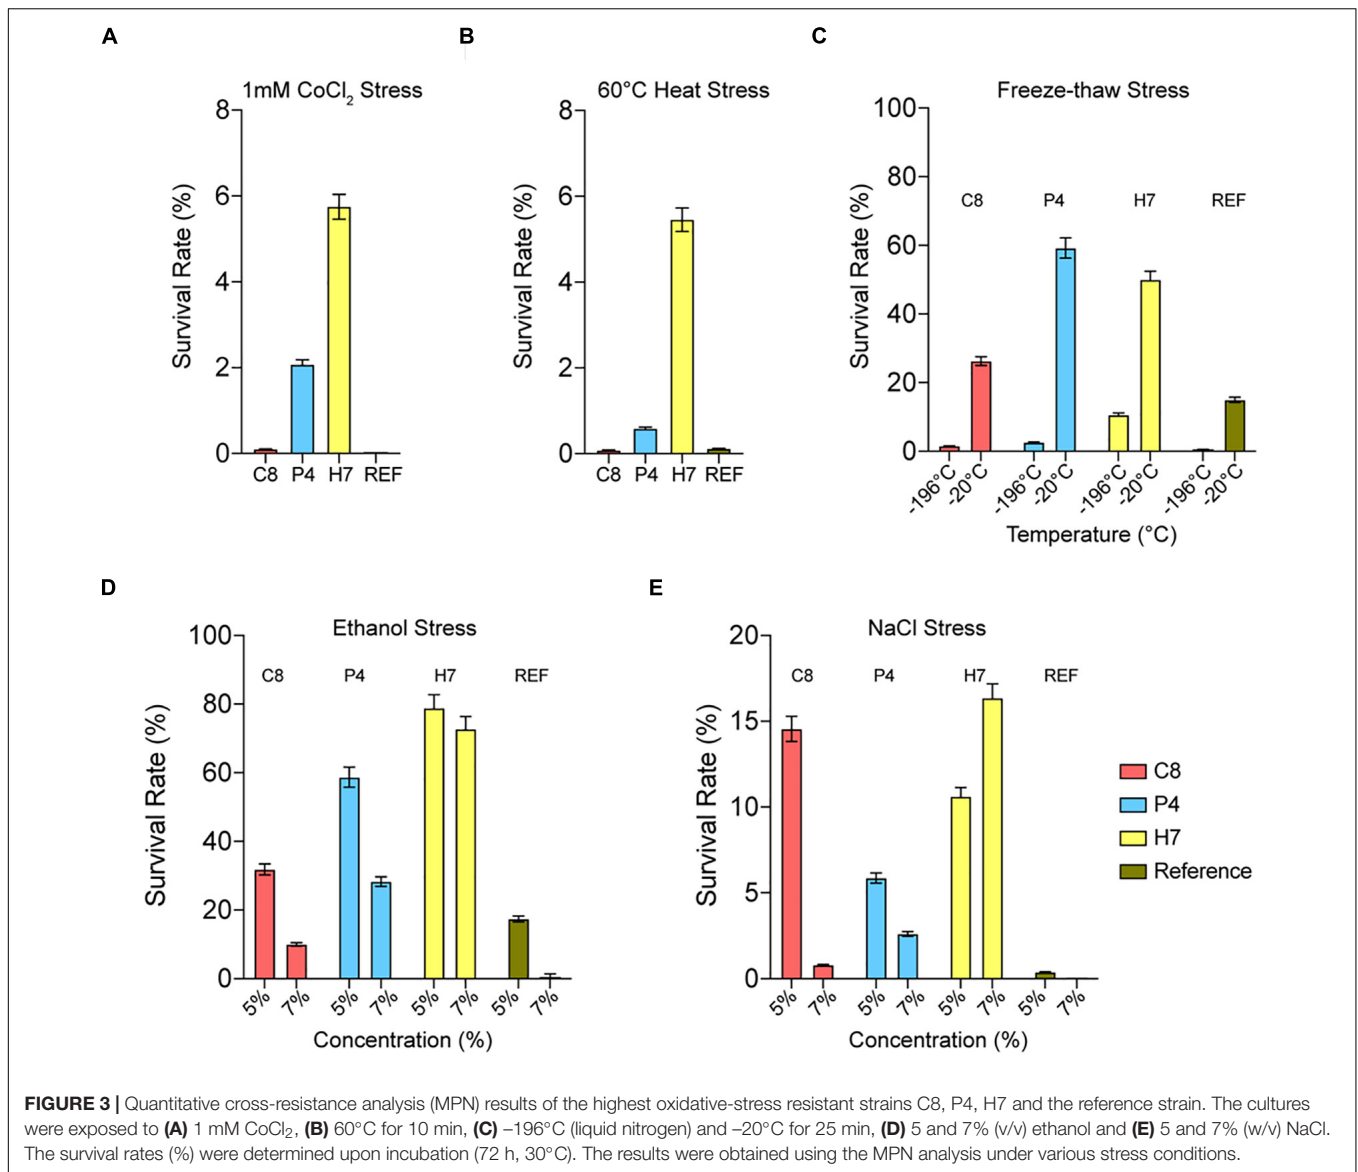 A
1mM CoCl2 Stress
Survival Rate (%)
8
6
4
2
0
C8 P4 H7 REF
B
60°C Heat Stress
Survival Rate (%)
8
6
4
2
0
C8 P4 H7 REF
C
Freeze-thaw Stress
Survival Rate (%)
100
80
60
40
20
0
C8 P4 H7 REF
-196°C -20°C -196°C -20°C -196°C -20°C -196°C -20°C
Temperature (°C)
D
Ethanol Stress
Survival Rate (%)
100
80
60
40
20
0
C8 P4 H7 REF
5% 7% 5% 7% 5% 7% 5% 7%
Concentration (%)
E
NaCl Stress
Survival Rate (%)
20
15
10
5
0
C8 P4 H7 REF
5% 7% 5% 7% 5% 7% 5% 7%
Concentration (%)
C8
P4
H7
Reference
FIGURE 3 | Quantitative cross-resistance analysis (MPN) results of the highest oxidative-stress resistant strains C8, P4, H7 and the reference strain. The cultures
were exposed to (A) 1 mM CoCl2, (B) 60°C for 10 min, (C) –196°C (liquid nitrogen) and –20°C for 25 min, (D) 5 and 7% (v/v) ethanol and (E) 5 and 7% (w/v) NaCl.
The survival rates (%) were determined upon incubation (72 h, 30°C). The results were obtained using the MPN analysis under various stress conditions.